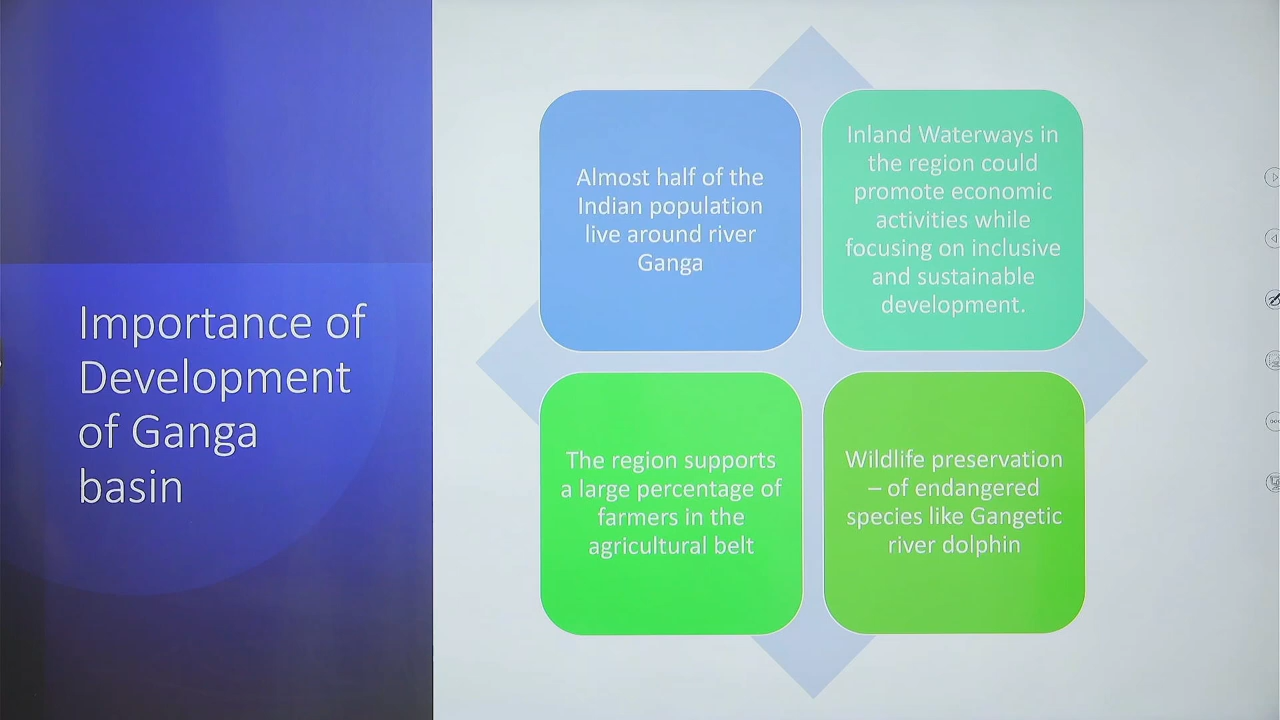 Importance of
Development
of Ganga
basin
Almost half of the
Indian population
live around river
Ganga
Inland Waterways in
the region could
promote economic
activities while
focusing on inclusive
and sustainable
development.
The region supports
a large percentage of
farmers in the
agricultural belt
Wildlife preservation
– of endangered
species like Gangetic
river dolphin